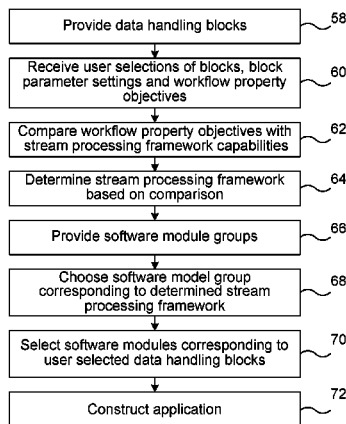 Provide data handling blocks
58
Receive user selections of blocks, block
parameter settings and workflow property
objectives
60
Compare workflow property objectives with
stream processing framework capabilities
62
Determine stream processing framework
based on comparison
64
Provide software module groups
66
Choose software model group
corresponding to determined stream
processing framework
68
Select software modules corresponding to
user selected data handling blocks
70
Construct application
72